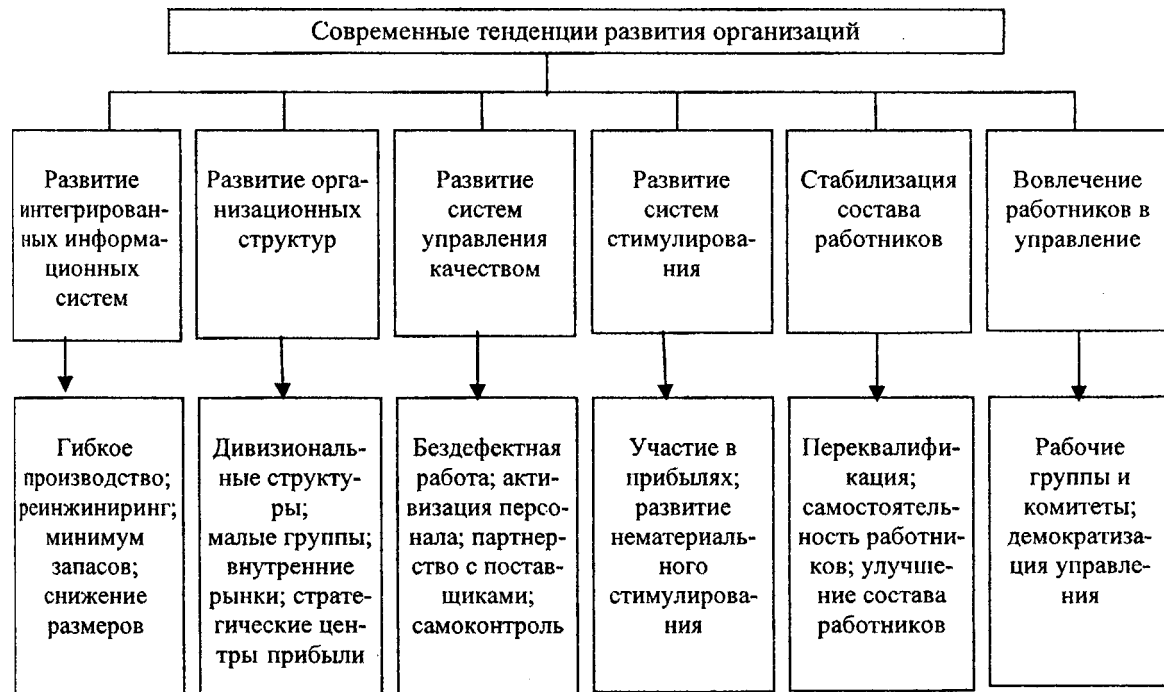 Современные тенденции развития организаций
Развитие
интегрирован-
ных информа-
ционных
систем
Развитие орга-
низационных
структур
Развитие
систем
управления
качеством
Развитие
систем
стимулирова-
ния
Стабилизация
состава
работников
Вовлечение
работников в
управление
Гибкое
производство;
реинжиниринг;
минимум
запасов;
снижение
размеров
Дивизиональ-
ные структу-
ры;
малые группы;
внутренние
рынки; страте-
гические цен-
тры прибыли
Бездефектная
работа; акти-
визация персо-
нала; партнер-
ство с постав-
щиками;
самоконтроль
Участие в
прибылях;
развитие
нематериаль-
ного
стимулирова-
ния
Переквалифи-
кация;
самостоятель-
ность работни-
ков; улучше-
ние состава
работников
Рабочие
группы и
комитеты;
демократиза-
ция управле-
ния